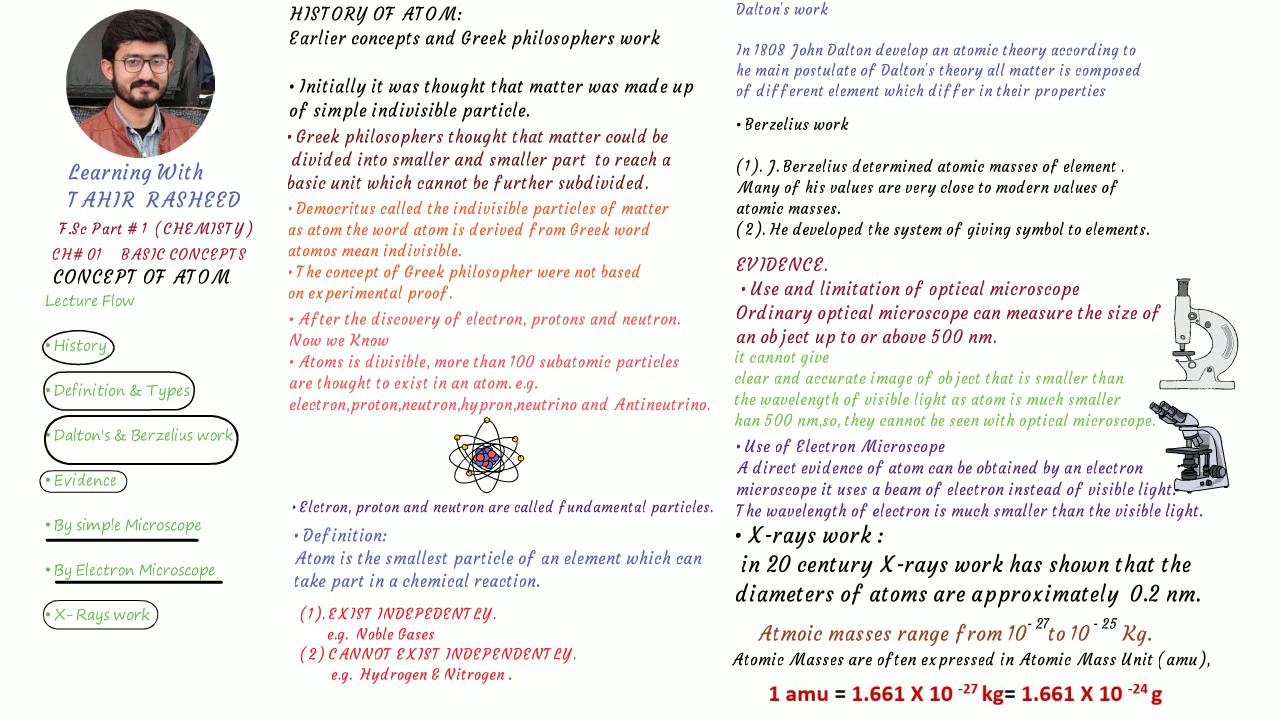 Learning With
TAHIR RASHEED
F.Sc Part # 1 (CHEMISTY)
CH# 01 BASIC CONCEPTS
CONCEPT OF ATOM
Lecture Flow
• History
• Definition & Types
• Dalton's & Berzelius work
• Evidence
• By simple Microscope
• By Electron Microscope
• X- Rays work
HISTORY OF ATOM:
Earlier concepts and Greek philosophers work
• Initially it was thought that matter was made up
of simple indivisible particle.
• Greek philosophers thought that matter could be
divided into smaller and smaller part to reach a
basic unit which cannot be further subdivided.
• Democritus called the indivisible particles of matter
as atom the word atom is derived from Greek word
atomos mean indivisible.
• The concept of Greek philosopher were not based
on experimental proof.
• After the discovery of electron, protons and neutron.
Now we Know
• Atoms is divisible, more than 100 subatomic particles
are thought to exist in an atom. e.g.
electron,proton,neutron,hypron,neutrino and Antineutrino.
• Elctron, proton and neutron are called fundamental particles.
• Definition:
Atom is the smallest particle of an element which can
take part in a chemical reaction.
(1). EXIST INDEPEDENTLY.
e.g. Noble Gases
(2) CANNOT EXIST INDEPENDENTLY.
e.g. Hydrogen & Nitrogen .
Dalton's work
In 1808 John Dalton develop an atomic theory according to
he main postulate of Dalton's theory all matter is composed
of different element which differ in their properties
• Berzelius work
(1). J.Berzelius determined atomic masses of element .
Many of his values are very close to modern values of
atomic masses.
(2). He developed the system of giving symbol to elements.
EVIDENCE.
• Use and limitation of optical microscope
Ordinary optical microscope can measure the size of
an object up to or above 500 nm.
it cannot give
clear and accurate image of object that is smaller than
the wavelength of visible light as atom is much smaller
han 500 nm,so, they cannot be seen with optical microscope.
• Use of Electron Microscope
A direct evidence of atom can be obtained by an electron
microscope it uses a beam of electron instead of visible light.
The wavelength of electron is much smaller than the visible light.
• X-rays work :
in 20 century X-rays work has shown that the
diameters of atoms are approximately 0.2 nm.
Atmoic masses range from 10⁻²⁷ to 10⁻²⁵ Kg.
Atomic Masses are often expressed in Atomic Mass Unit (amu),
1 amu = 1.661 X 10 ⁻²⁷ kg= 1.661 X 10 ⁻²⁴ g